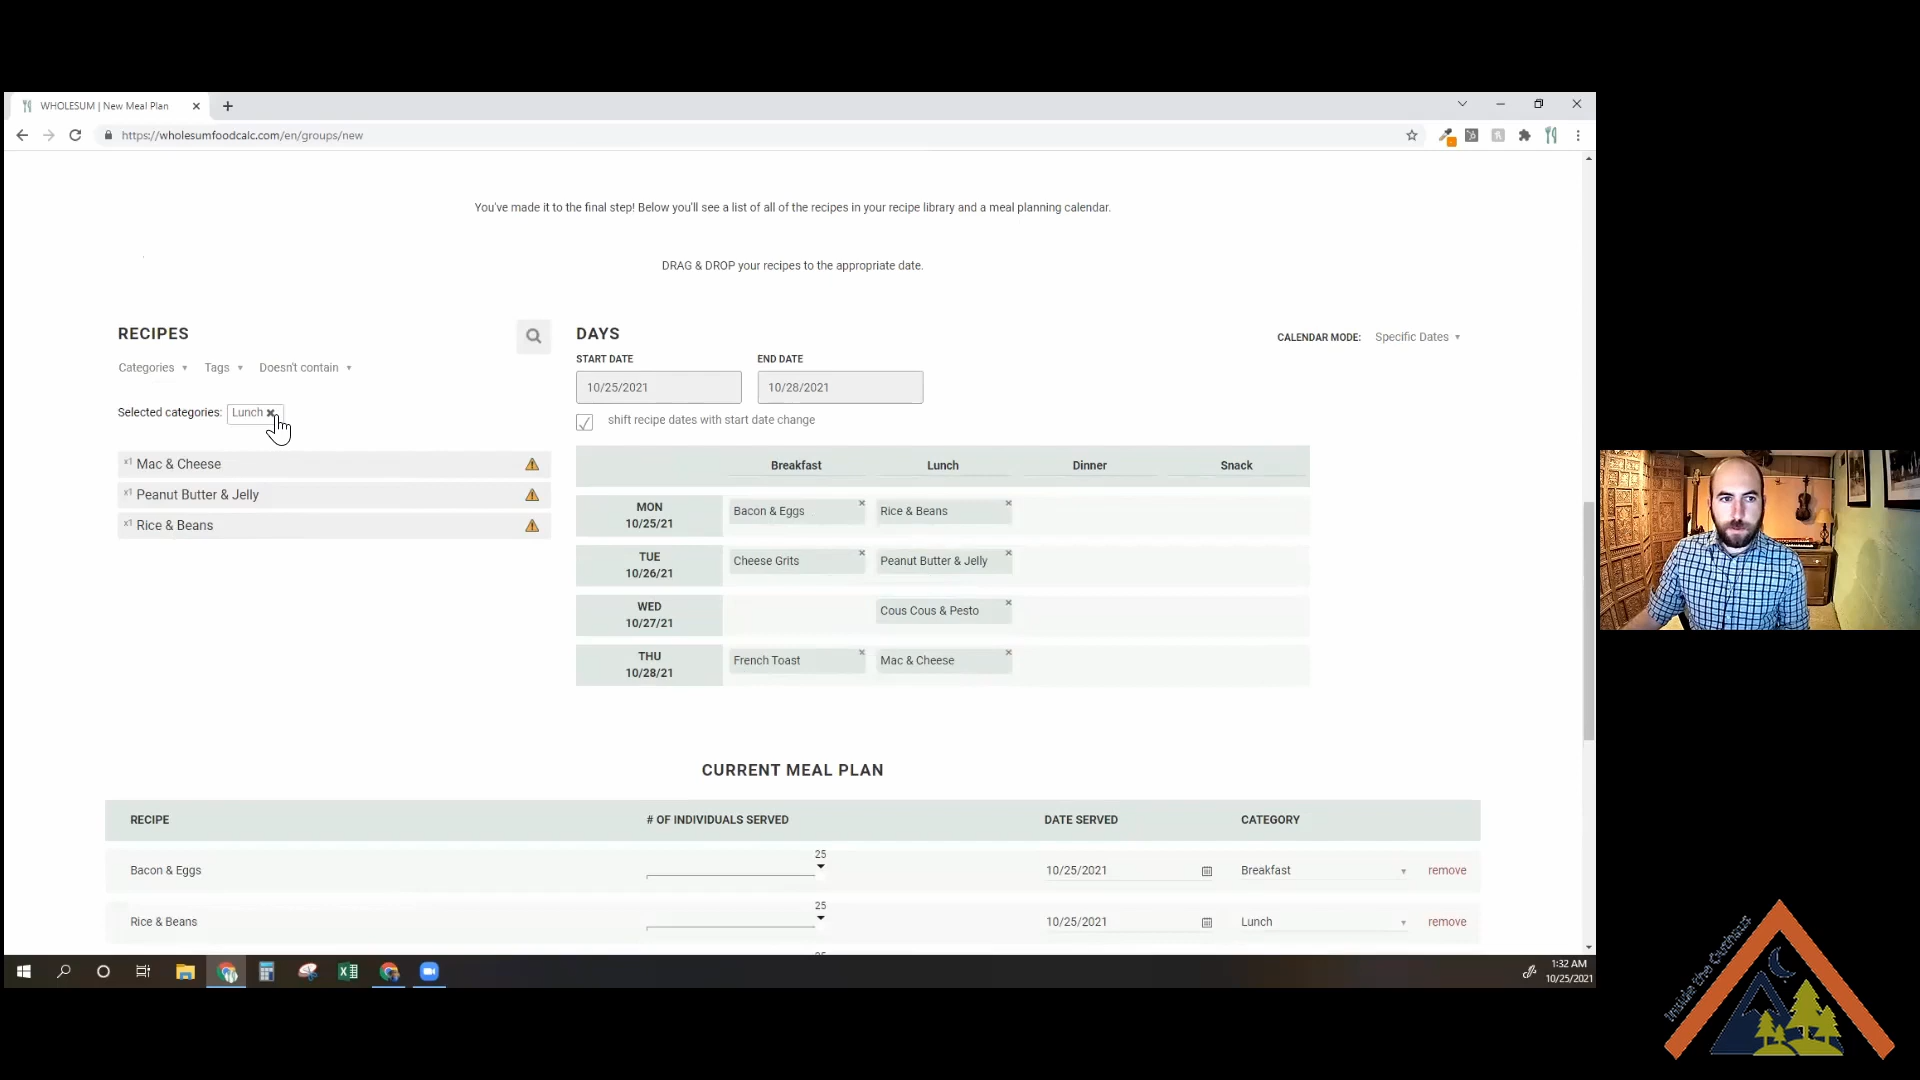 WHOLESUM | New Meal Plan
https://wholesumfoodcalc.com/en/groups/new
You've made it to the final step! Below you'll see a list of all of the recipes in your recipe library and a meal planning calendar.
DRAG & DROP your recipes to the appropriate date.
RECIPES
Categories Tags Doesn't contain
Selected categories: Lunch
x1 Mac & Cheese
x1 Peanut Butter & Jelly
x1 Rice & Beans
DAYS
CALENDAR MODE: Specific Dates
START DATE END DATE
10/25/2021 10/28/2021
shift recipe dates with start date change
Breakfast Lunch Dinner Snack
MON
10/25/21
Bacon & Eggs Rice & Beans
TUE
10/26/21
Cheese Grits Peanut Butter & Jelly
WED
10/27/21
Cous Cous & Pesto
THU
10/28/21
French Toast Mac & Cheese
CURRENT MEAL PLAN
RECIPE # OF INDIVIDUALS SERVED DATE SERVED CATEGORY
Bacon & Eggs 25 10/25/2021 Breakfast remove
Rice & Beans 25 10/25/2021 Lunch remove
1:32 AM
10/25/2021
Inside the Outhaus